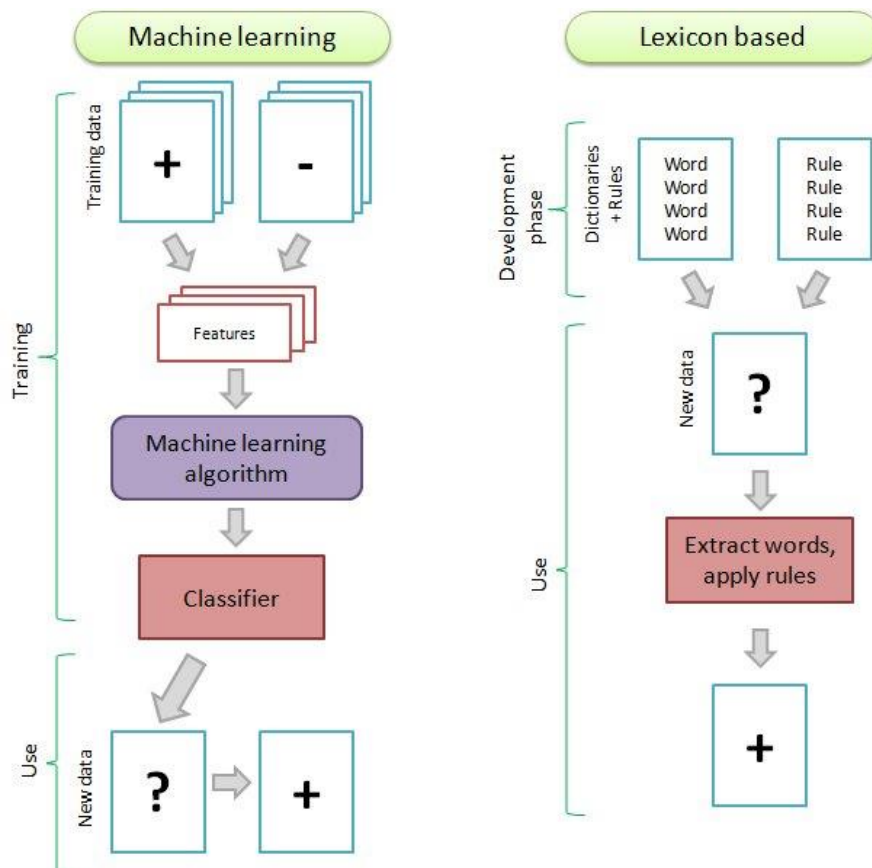 Machine learning
Training data
+
-
Features
Training
Machine learning
algorithm
Classifier
Use
New data
?
+
Lexicon based
Development
phase
Dictionaries
+ Rules
Word
Word
Word
Word
Rule
Rule
Rule
Rule
New data
?
Use
Extract words,
apply rules
+